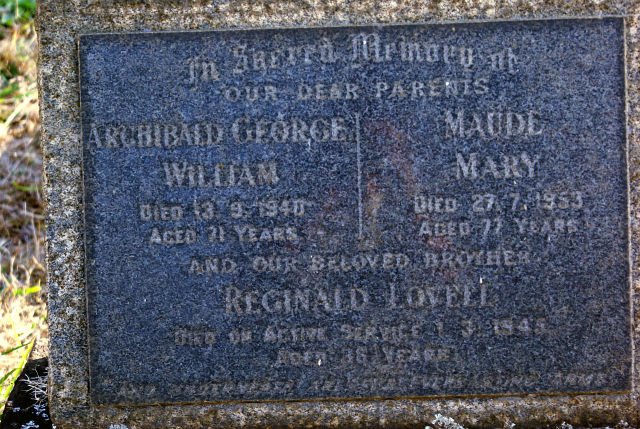 In Sacred Memory of
OUR DEAR PARENTS
ARCHIBALD GEORGE
WILLIAM
DIED 13. 9. 1940
AGED 71 YEARS
MAUDE
MARY
DIED 27. 7. 1953
AGED 77 YEARS
AND OUR BELOVED BROTHER
REGINALD LOVELL
DIED ON ACTIVE SERVICE 1. 3. 1945
AGED 38 YEARS